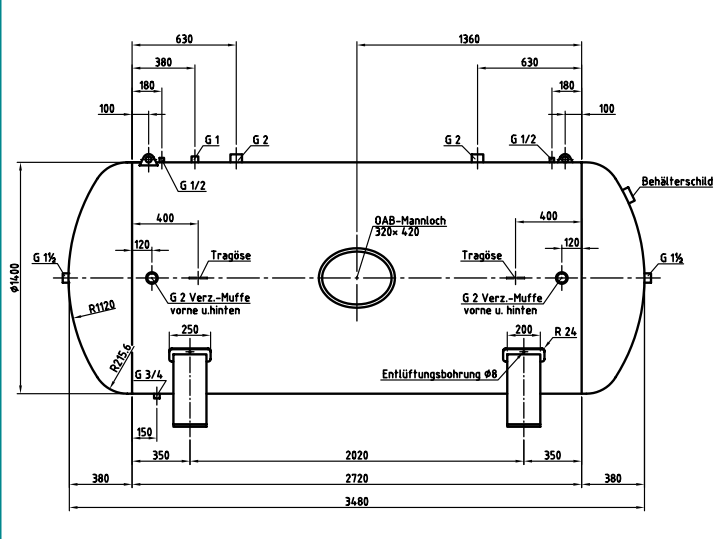 630
1360
380
630
180
180
100
100
G 1
G 2
G 2
G 1/2
G 1/2
Behälterschild
400
OAB-Mannloch
320x 420
400
120
Tragöse
Tragöse
120
G 1½
G 1½
Ø1400
G 2 Verz.-Muffe
vorne u.hinten
G 2 Verz.-Muffe
vorne u. hinten
R1120
250
200
R 24
R215.6
G 3/4
Entlüftungsbohrung Ø8
150
350
2020
350
380
2720
380
3480